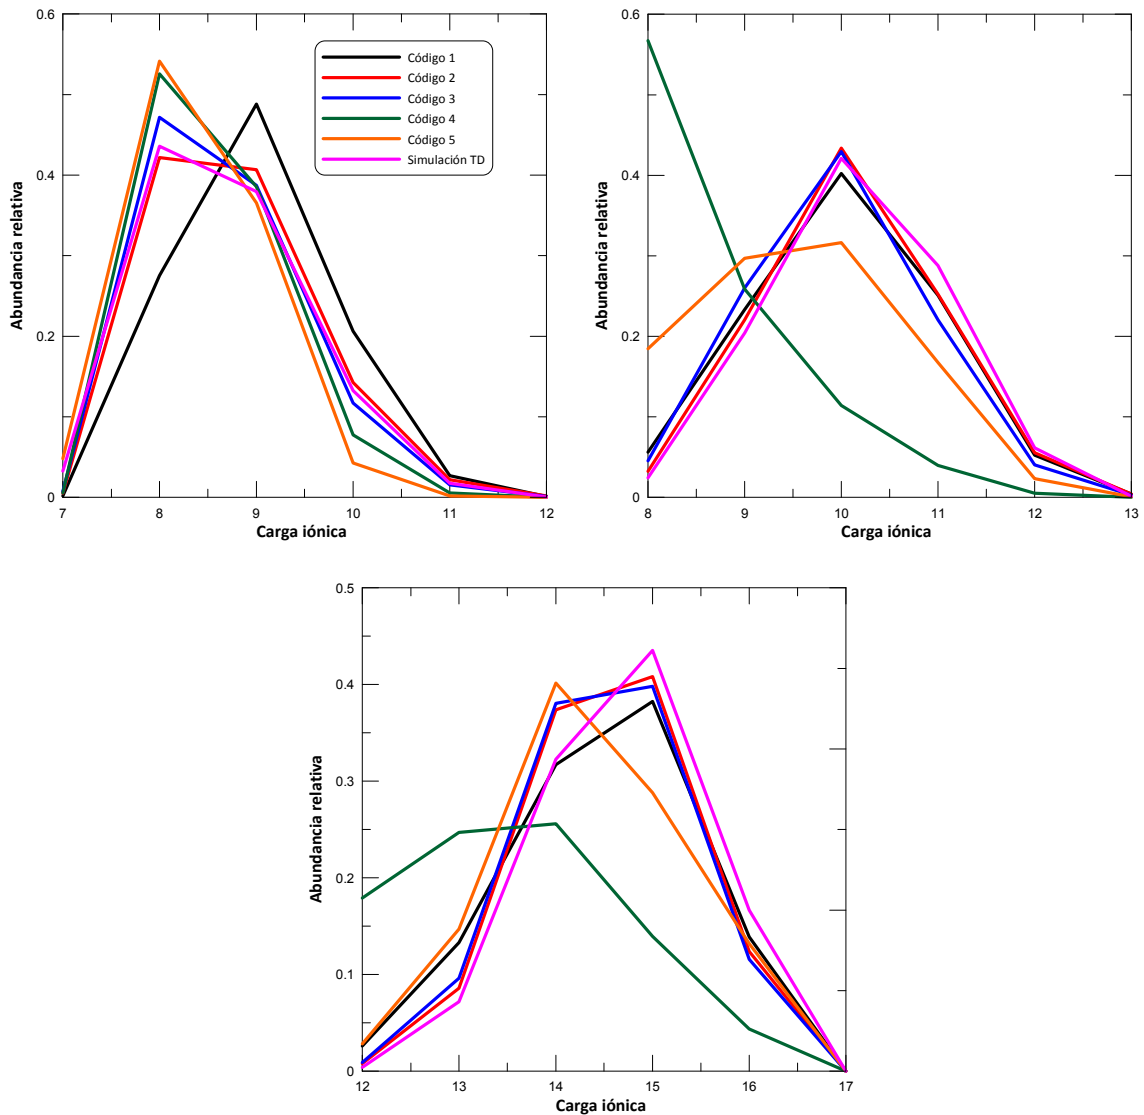 0.6
0.4
0.2
0
Abundancia relativa
Código 1
Código 2
Código 3
Código 4
Código 5
Simulación TD
7 8 9 10 11 12
Carga iónica
0.6
0.4
0.2
0
Abundancia relativa
8 9 10 11 12 13
Carga iónica
0.5
0.4
0.3
0.2
0.1
0
Abundancia relativa
12 13 14 15 16 17
Carga iónica